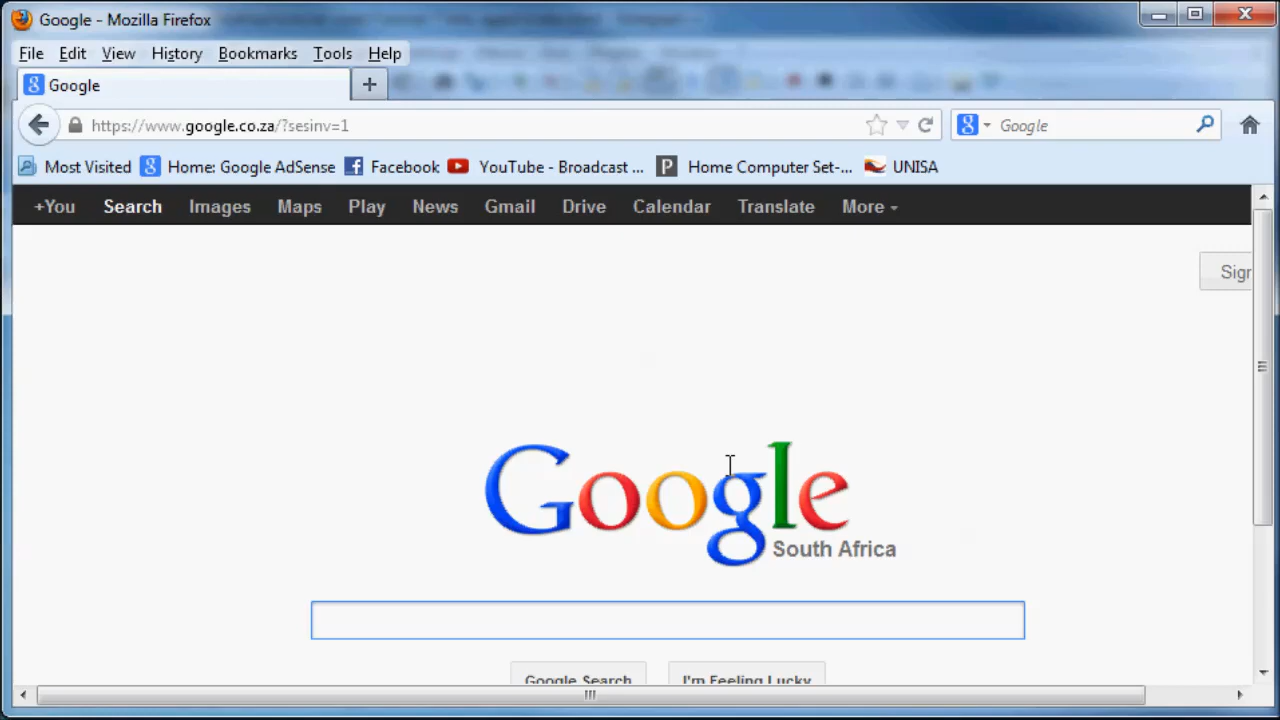 Google - Mozilla Firefox
File Edit View History Bookmarks Tools Help
Google
https://www.google.co.za/?sesinv=1
Google
Most Visited Home: Google AdSense Facebook YouTube - Broadcast ... Home Computer Set-... UNISA
+You Search Images Maps Play News Gmail Drive Calendar Translate More
Sign
Google
South Africa
Google Search I'm Feeling Lucky